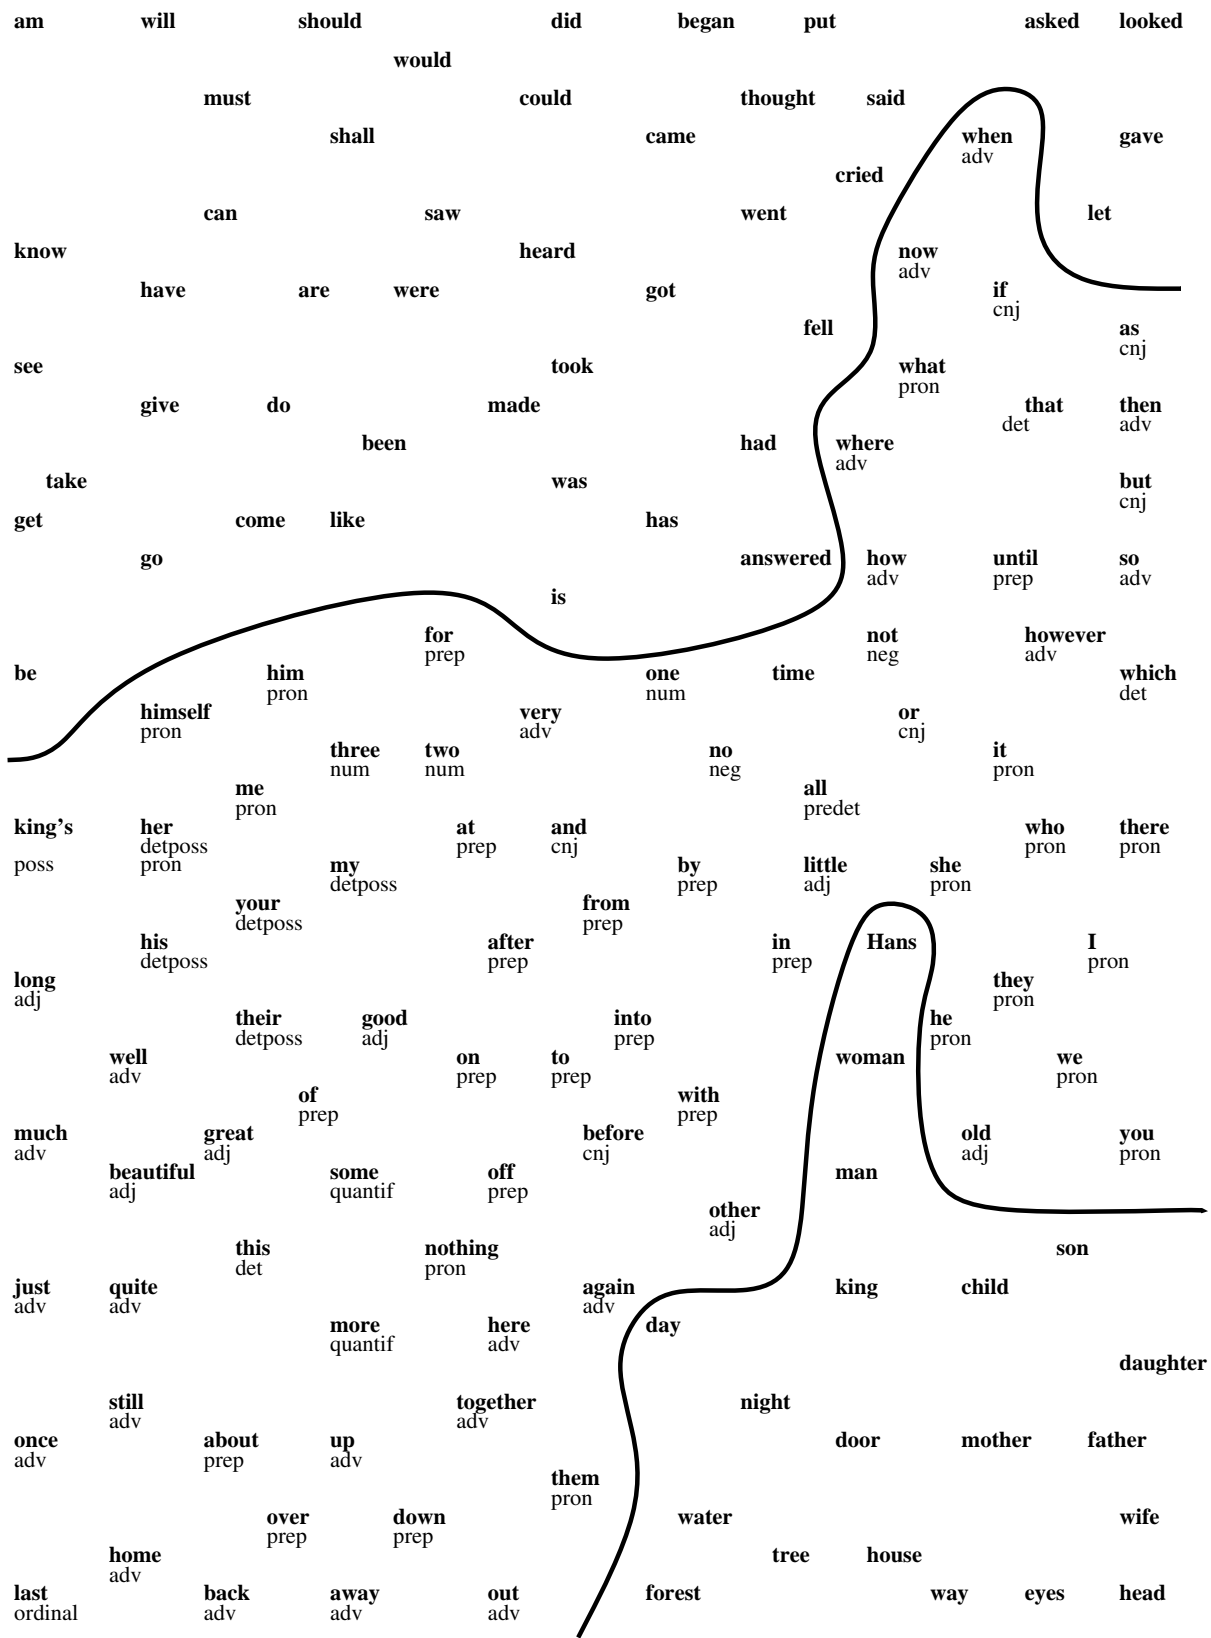 am will should did began put asked looked
would
must could thought said
shall came when gave
adv
cried
can saw went let
know heard now
adv
have are were got if
cnj
fell as
cnj
see took what
pron
give do made that then
det adv
been had where
adv
take was but
cnj
get come like has
go answered how until so
adv prep adv
is
for not however
prep neg adv
be him one time which
pron num det
himself very or
pron adv cnj
three two no it
num num neg pron
me all
pron predet
king's her at and who there
detposs prep cnj pron pron
poss pron my by little she
detposs prep adj pron
your from
detposs prep
his after in Hans I
detposs prep prep pron
long they
adj pron
their good into he
detposs adj prep pron
well on to woman we
adv prep prep pron
of with
prep prep
much great before old you
adv adj cnj adj pron
beautiful some off man
adj quantif prep
other
adj
this nothing son
det pron
just quite again king child
adv adv adv
more here day
quantif adv
daughter
still together night
adv adv
once about up door mother father
adv prep adv
them
pron
over down water wife
prep prep
home tree house
adv
last back away out forest way eyes head
ordinal adv adv adv